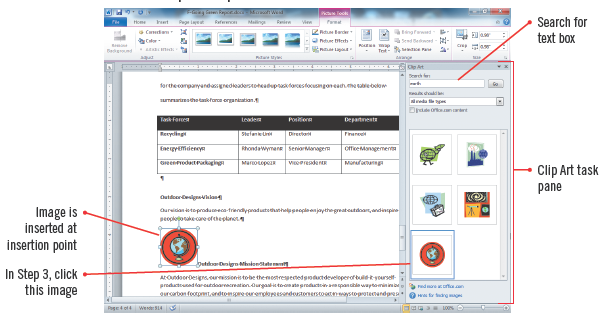 Picture Tools
File
Home
Insert
Page Layout
References
Mailings
Review
View
Format
Remove
Background
Corrections
Color
Artistic Effects
Adjust
Picture Styles
Picture Border
Picture Effects
Picture Layout
Position
Wrap
Text
Bring Forward
Send Backward
Selection Pane
Arrange
Crop
0.98"
0.98"
Size
Search for
text box
for the company and assigned leaders to head up task forces focusing on each. The table below
summarizes the task force organization.¶
Task Force Leader Position Department
Recycling Stefanie Um Director Finance
Energy Efficiency Rhonda Wyman Senior Manager Office Management
Green Product Packaging Marco Lopez Vice President Manufacturing
¶
Outdoor Designs Vision
Our vision is to produce eco-friendly products that help people enjoy the great outdoors, and inspire
people to take care of the planet.¶
Outdoor Designs Mission Statement¶
At Outdoor Designs, our mission is to be the most respected product developer of build-it-yourself
products used for outdoor recreation. Our goal is to create products in a responsible way to minimize
our carbon footprint, and to inspire our employees and customers to act in ways to protect and
Clip Art
Search for:
earth
Go
Results should be:
All media file types
Include Office.com content
Find more at Office.com
Hints for finding images
Clip Art task
pane
Image is
inserted at
insertion point
In Step 3, click
this image
Page: 4 of 4
Words: 814
100%